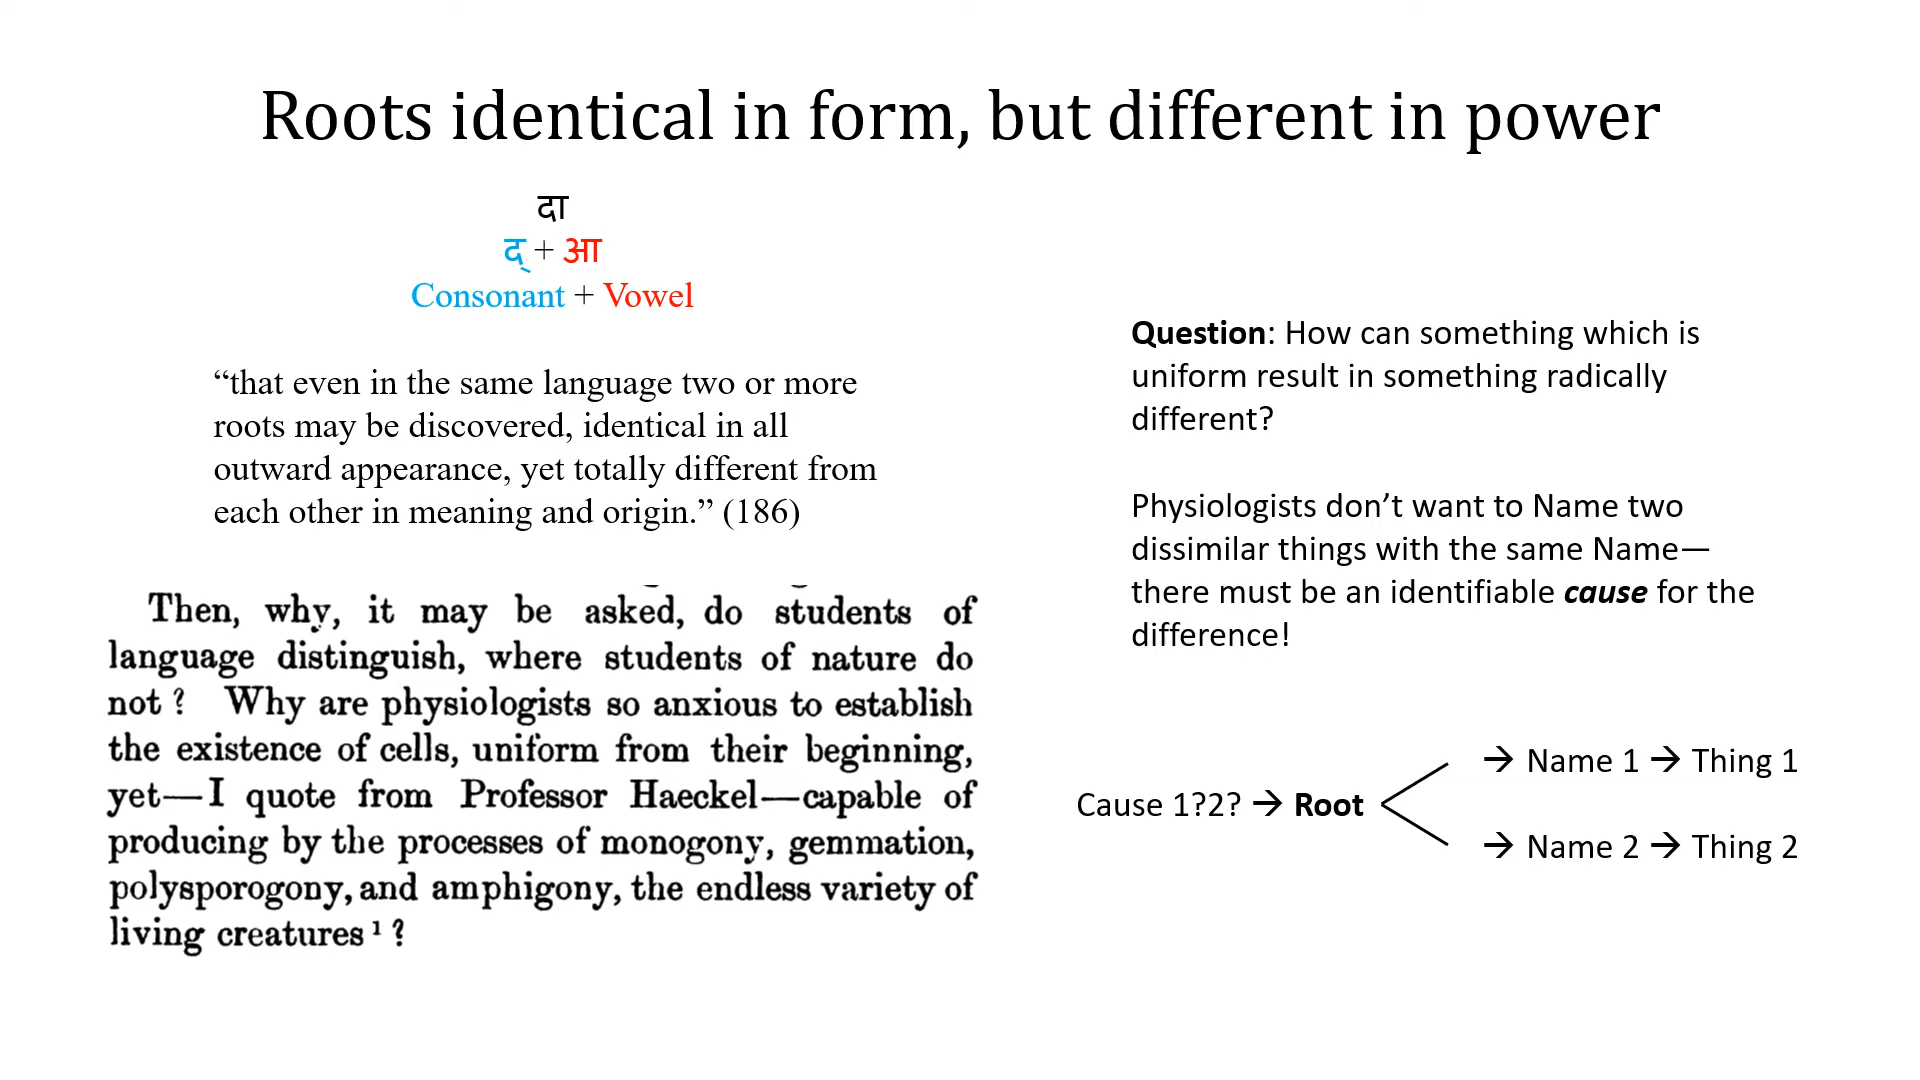 Roots identical in form, but different in power
दा
द् + आ
Consonant + Vowel
“that even in the same language two or more
roots may be discovered, identical in all
outward appearance, yet totally different from
each other in meaning and origin.” (186)
Then, why, it may be asked, do students of
language distinguish, where students of nature do
not ? Why are physiologists so anxious to establish
the existence of cells, uniform from their beginning,
yet—I quote from Professor Haeckel—capable of
producing by the processes of monogony, gemmation,
polysporogony, and amphigony, the endless variety of
living creatures ¹ ?
Question: How can something which is
uniform result in something radically
different?
Physiologists don’t want to Name two
dissimilar things with the same Name—
there must be an identifiable cause for the
difference!
→ Name 1 → Thing 1
Cause 1?2? → Root
→ Name 2 → Thing 2